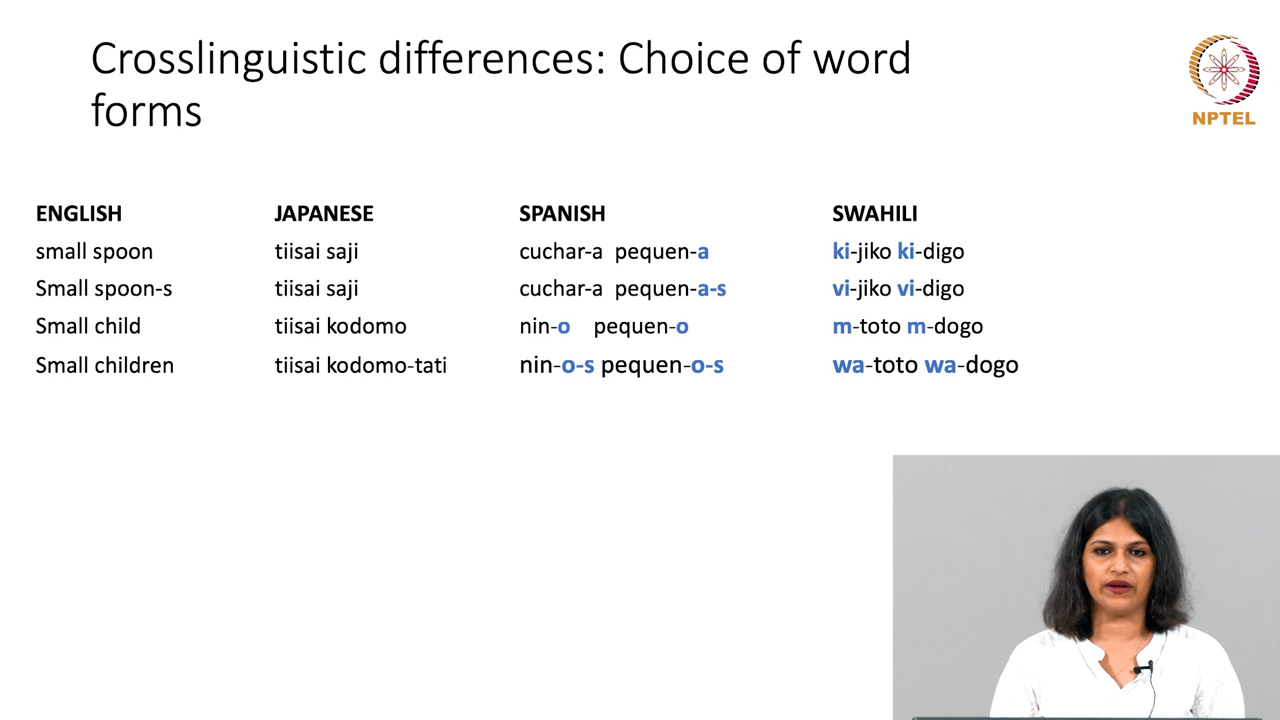 Crosslinguistic differences: Choice of word
forms
NPTEL
ENGLISH JAPANESE SPANISH SWAHILI
small spoon tiisai saji cuchar-a pequen-a ki-jiko ki-digo
Small spoon-s tiisai saji cuchar-a pequen-a-s vi-jiko vi-digo
Small child tiisai kodomo nin-o pequen-o m-toto m-dogo
Small children tiisai kodomo-tati nin-o-s pequen-o-s wa-toto wa-dogo